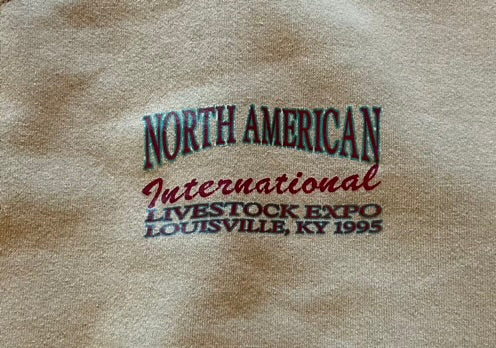 NORTH AMERICAN
International
LIVESTOCK EXPO
LOUISVILLE, KY 1995